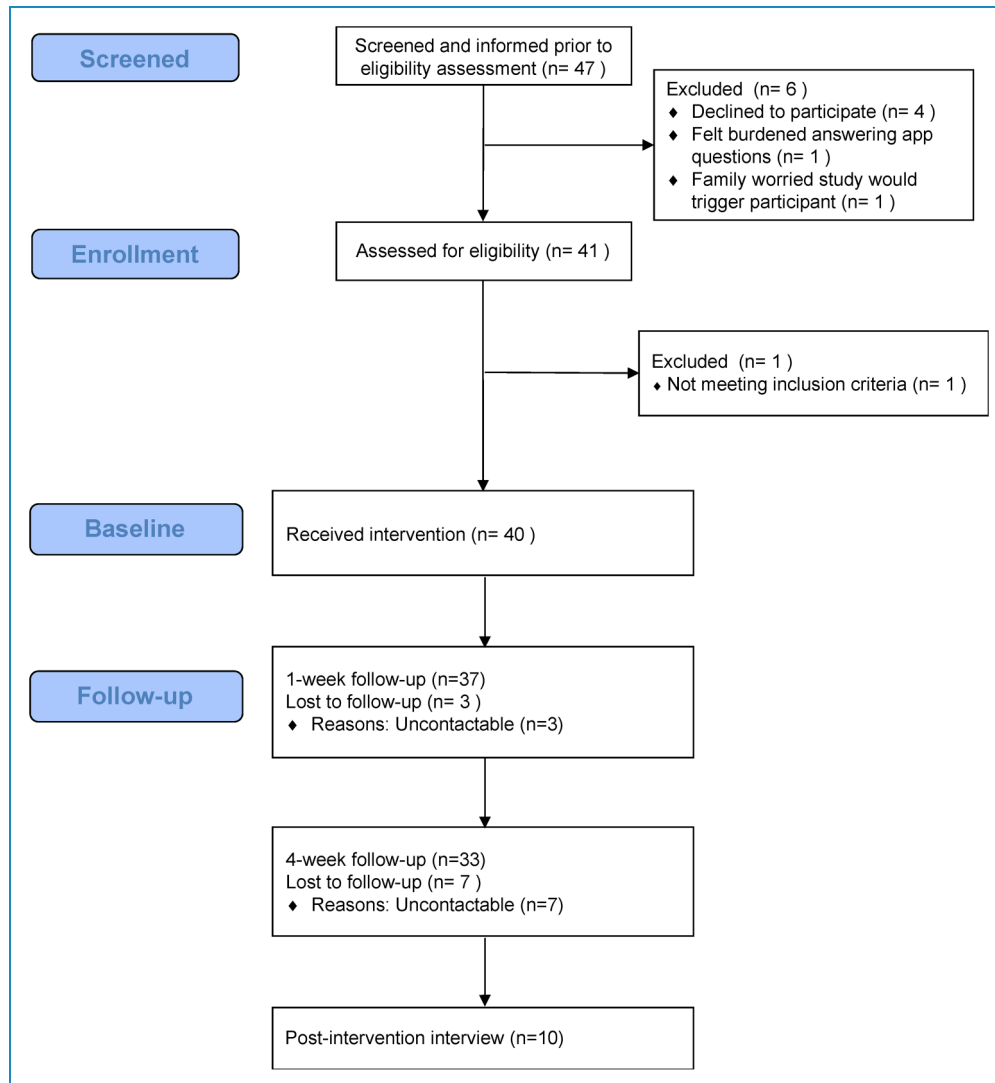 Screened
Screened and informed prior to
eligibility assessment (n= 47 )
Excluded  (n= 6 )
♦ Declined to participate (n= 4 )
♦ Felt burdened answering app
questions (n= 1 )
♦ Family worried study would
trigger participant (n= 1 )
Enrollment
Assessed for eligibility (n= 41 )
Excluded  (n= 1 )
♦ Not meeting inclusion criteria (n= 1 )
Baseline
Received intervention (n= 40 )
Follow-up
1-week follow-up (n=37)
Lost to follow-up (n= 3 )
♦ Reasons: Uncontactable (n=3)
4-week follow-up (n=33)
Lost to follow-up (n= 7 )
♦ Reasons: Uncontactable (n=7)
Post-intervention interview (n=10)